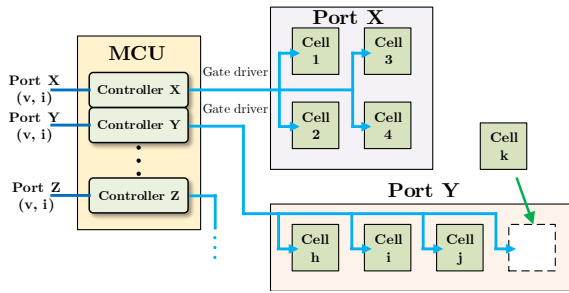 Port X
MCU
Cell
1
Cell
3
Gate driver
Port X
(v, i)
Controller X
Gate driver
Port Y
(v, i)
Controller Y
Cell
2
Cell
4
Cell
k
Port Z
(v, i)
Controller Z
Port Y
Cell
h
Cell
i
Cell
j